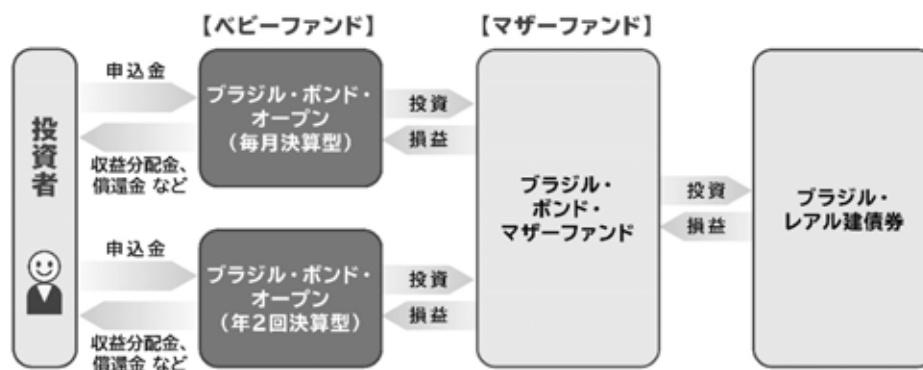 【ベビーファンド】
【マザーファンド】
投資者
申込金
収益分配金、
償還金 など
ブラジル・ボンド・
オープン
（毎月決算型）
投資
損益
申込金
収益分配金、
償還金 など
ブラジル・ボンド・
オープン
（年2回決算型）
投資
損益
ブラジル・
ボンド・
マザーファンド
投資
損益
ブラジル・
レアル建債券